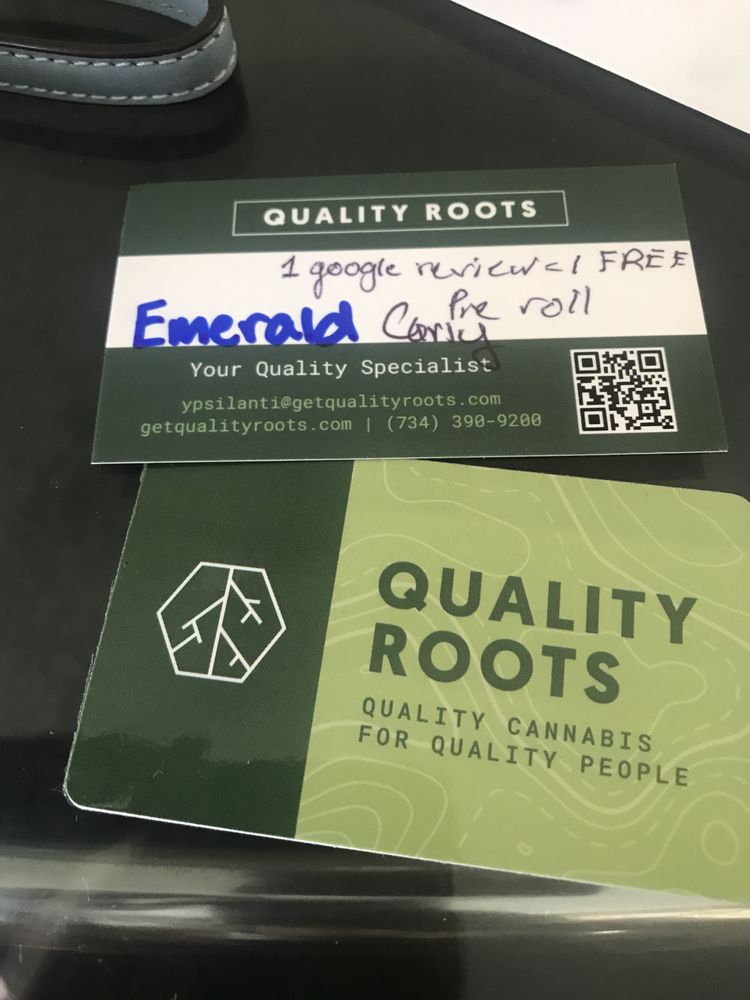 QUALITY ROOTS
1 google review = 1 FREE
Pre roll
Emerald Carly
Your Quality Specialist
ypsilanti@getqualityroots.com
getqualityroots.com | (734) 390-9200
QUALITY
ROOTS
QUALITY CANNABIS
FOR QUALITY PEOPLE